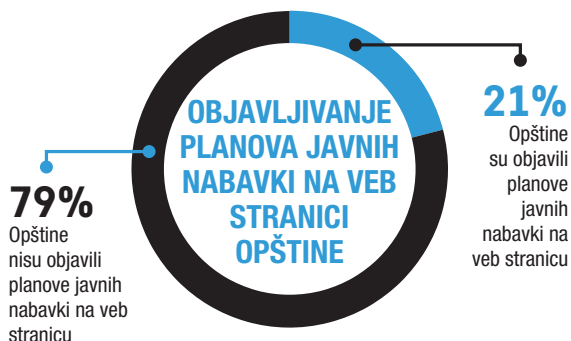 OBJAVLJIVANJE
PLANOVA JAVNIH
NABAVKI NA VEB
STRANICI
OPŠTINE
21%
Opštine
su objavili
planove
javnih
nabavki na
veb stranicu
79%
Opštine
nisu objavili
planove javnih
nabavki na veb
stranicu